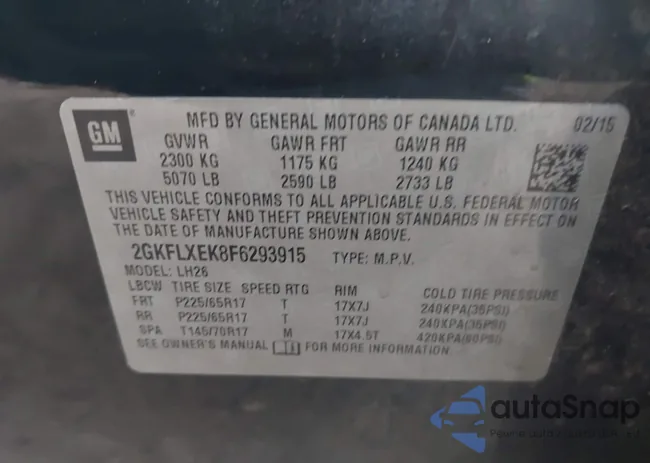 GM
MFD BY GENERAL MOTORS OF CANADA LTD. 02/15
GVWR GAWR FRT GAWR RR
2300 KG 1175 KG 1240 KG
5070 LB 2590 LB 2733 LB
THIS VEHICLE CONFORMS TO ALL APPLICABLE U.S. FEDERAL MOTOR
VEHICLE SAFETY AND THEFT PREVENTION STANDARDS IN EFFECT ON
THE DATE OF MANUFACTURE SHOWN ABOVE.
2GKFLXEK8F6293915 TYPE: M.P.V.
MODEL: LH26
LBCW TIRE SIZE SPEED RTG RIM COLD TIRE PRESSURE
FRT P225/65R17 T 17X7J 240KPA(35PSI)
RR P225/65R17 T 17X7J 240KPA(35PSI)
SPA T145/70R17 M 17X4.5T 420KPA(60PSI)
SEE OWNER'S MANUAL FOR MORE INFORMATION.
autaSnap